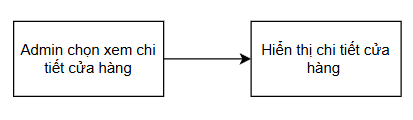 Admin chọn xem chi
tiết cửa hàng
Hiển thị chi tiết cửa
hàng